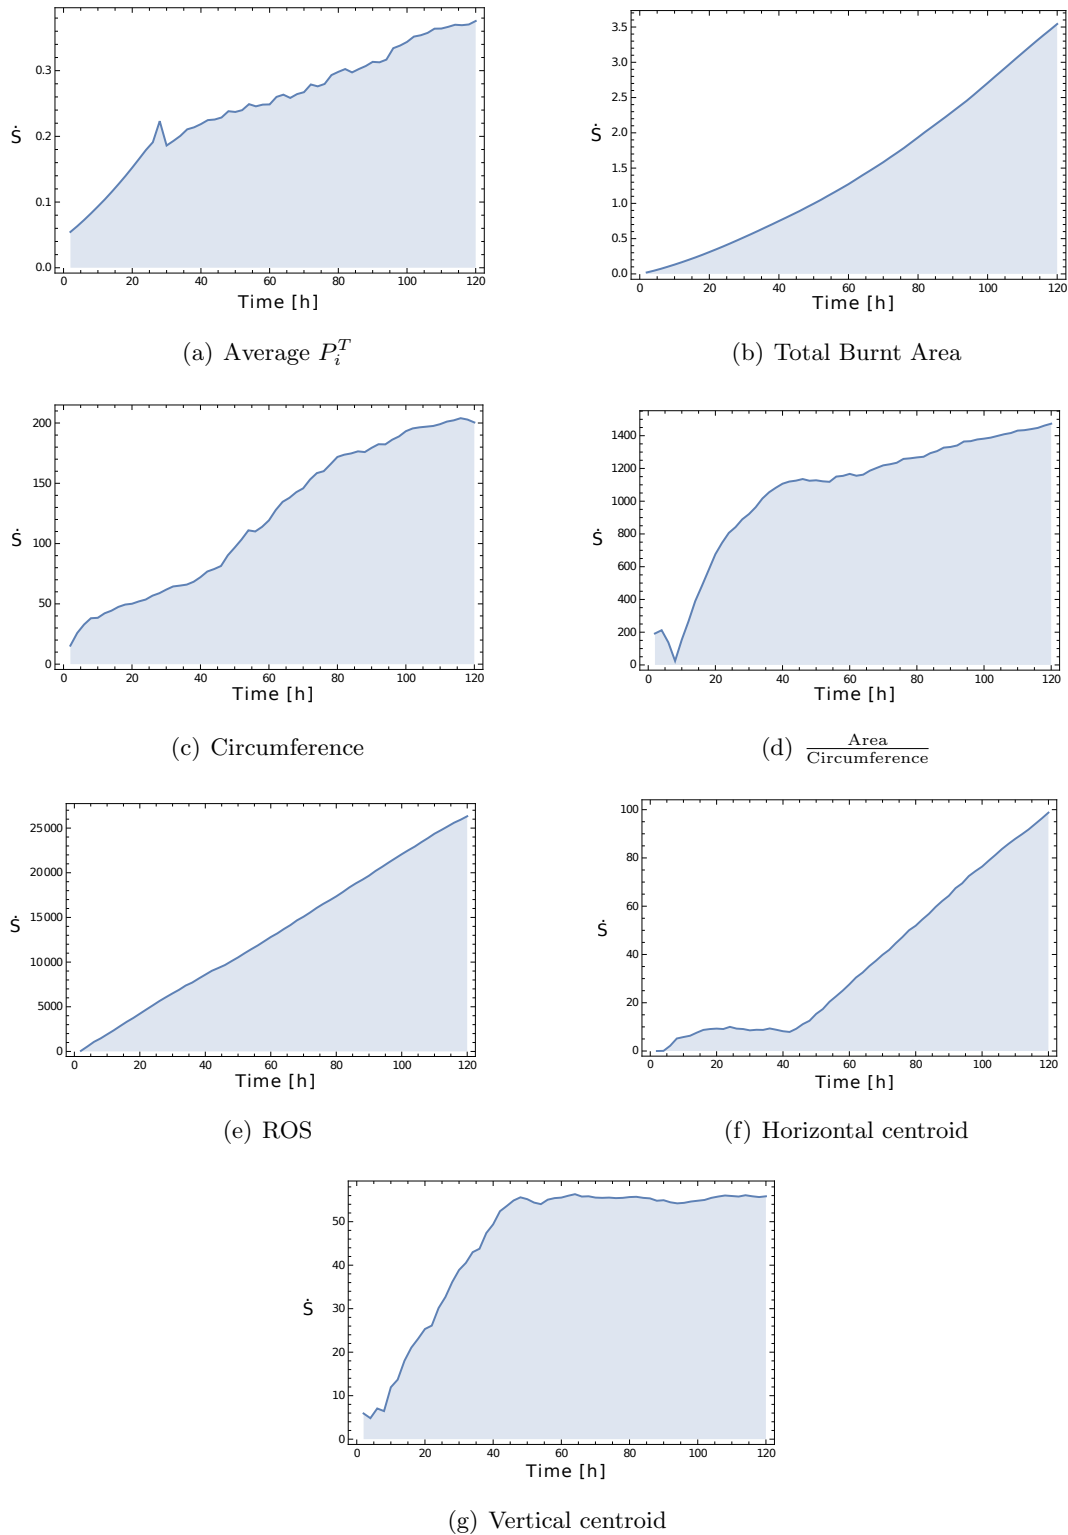 0.3
0.2
Ṡ
0.1
0.0
0 20 40 60 80 100 120
Time [h]
(a) Average P_i^T
3.5
3.0
2.5
2.0
Ṡ
1.5
1.0
0.5
0.0
0 20 40 60 80 100 120
Time [h]
(b) Total Burnt Area
200
150
Ṡ 100
50
0
0 20 40 60 80 100 120
Time [h]
(c) Circumference
1400
1200
1000
Ṡ 800
600
400
200
0
0 20 40 60 80 100 120
Time [h]
(d) Area
Circumference
25000
20000
15000
Ṡ
10000
5000
0
0 20 40 60 80 100 120
Time [h]
(e) ROS
100
80
60
Ṡ
40
20
0
0 20 40 60 80 100 120
Time [h]
(f) Horizontal centroid
50
40
30
Ṡ
20
10
0
0 20 40 60 80 100 120
Time [h]
(g) Vertical centroid